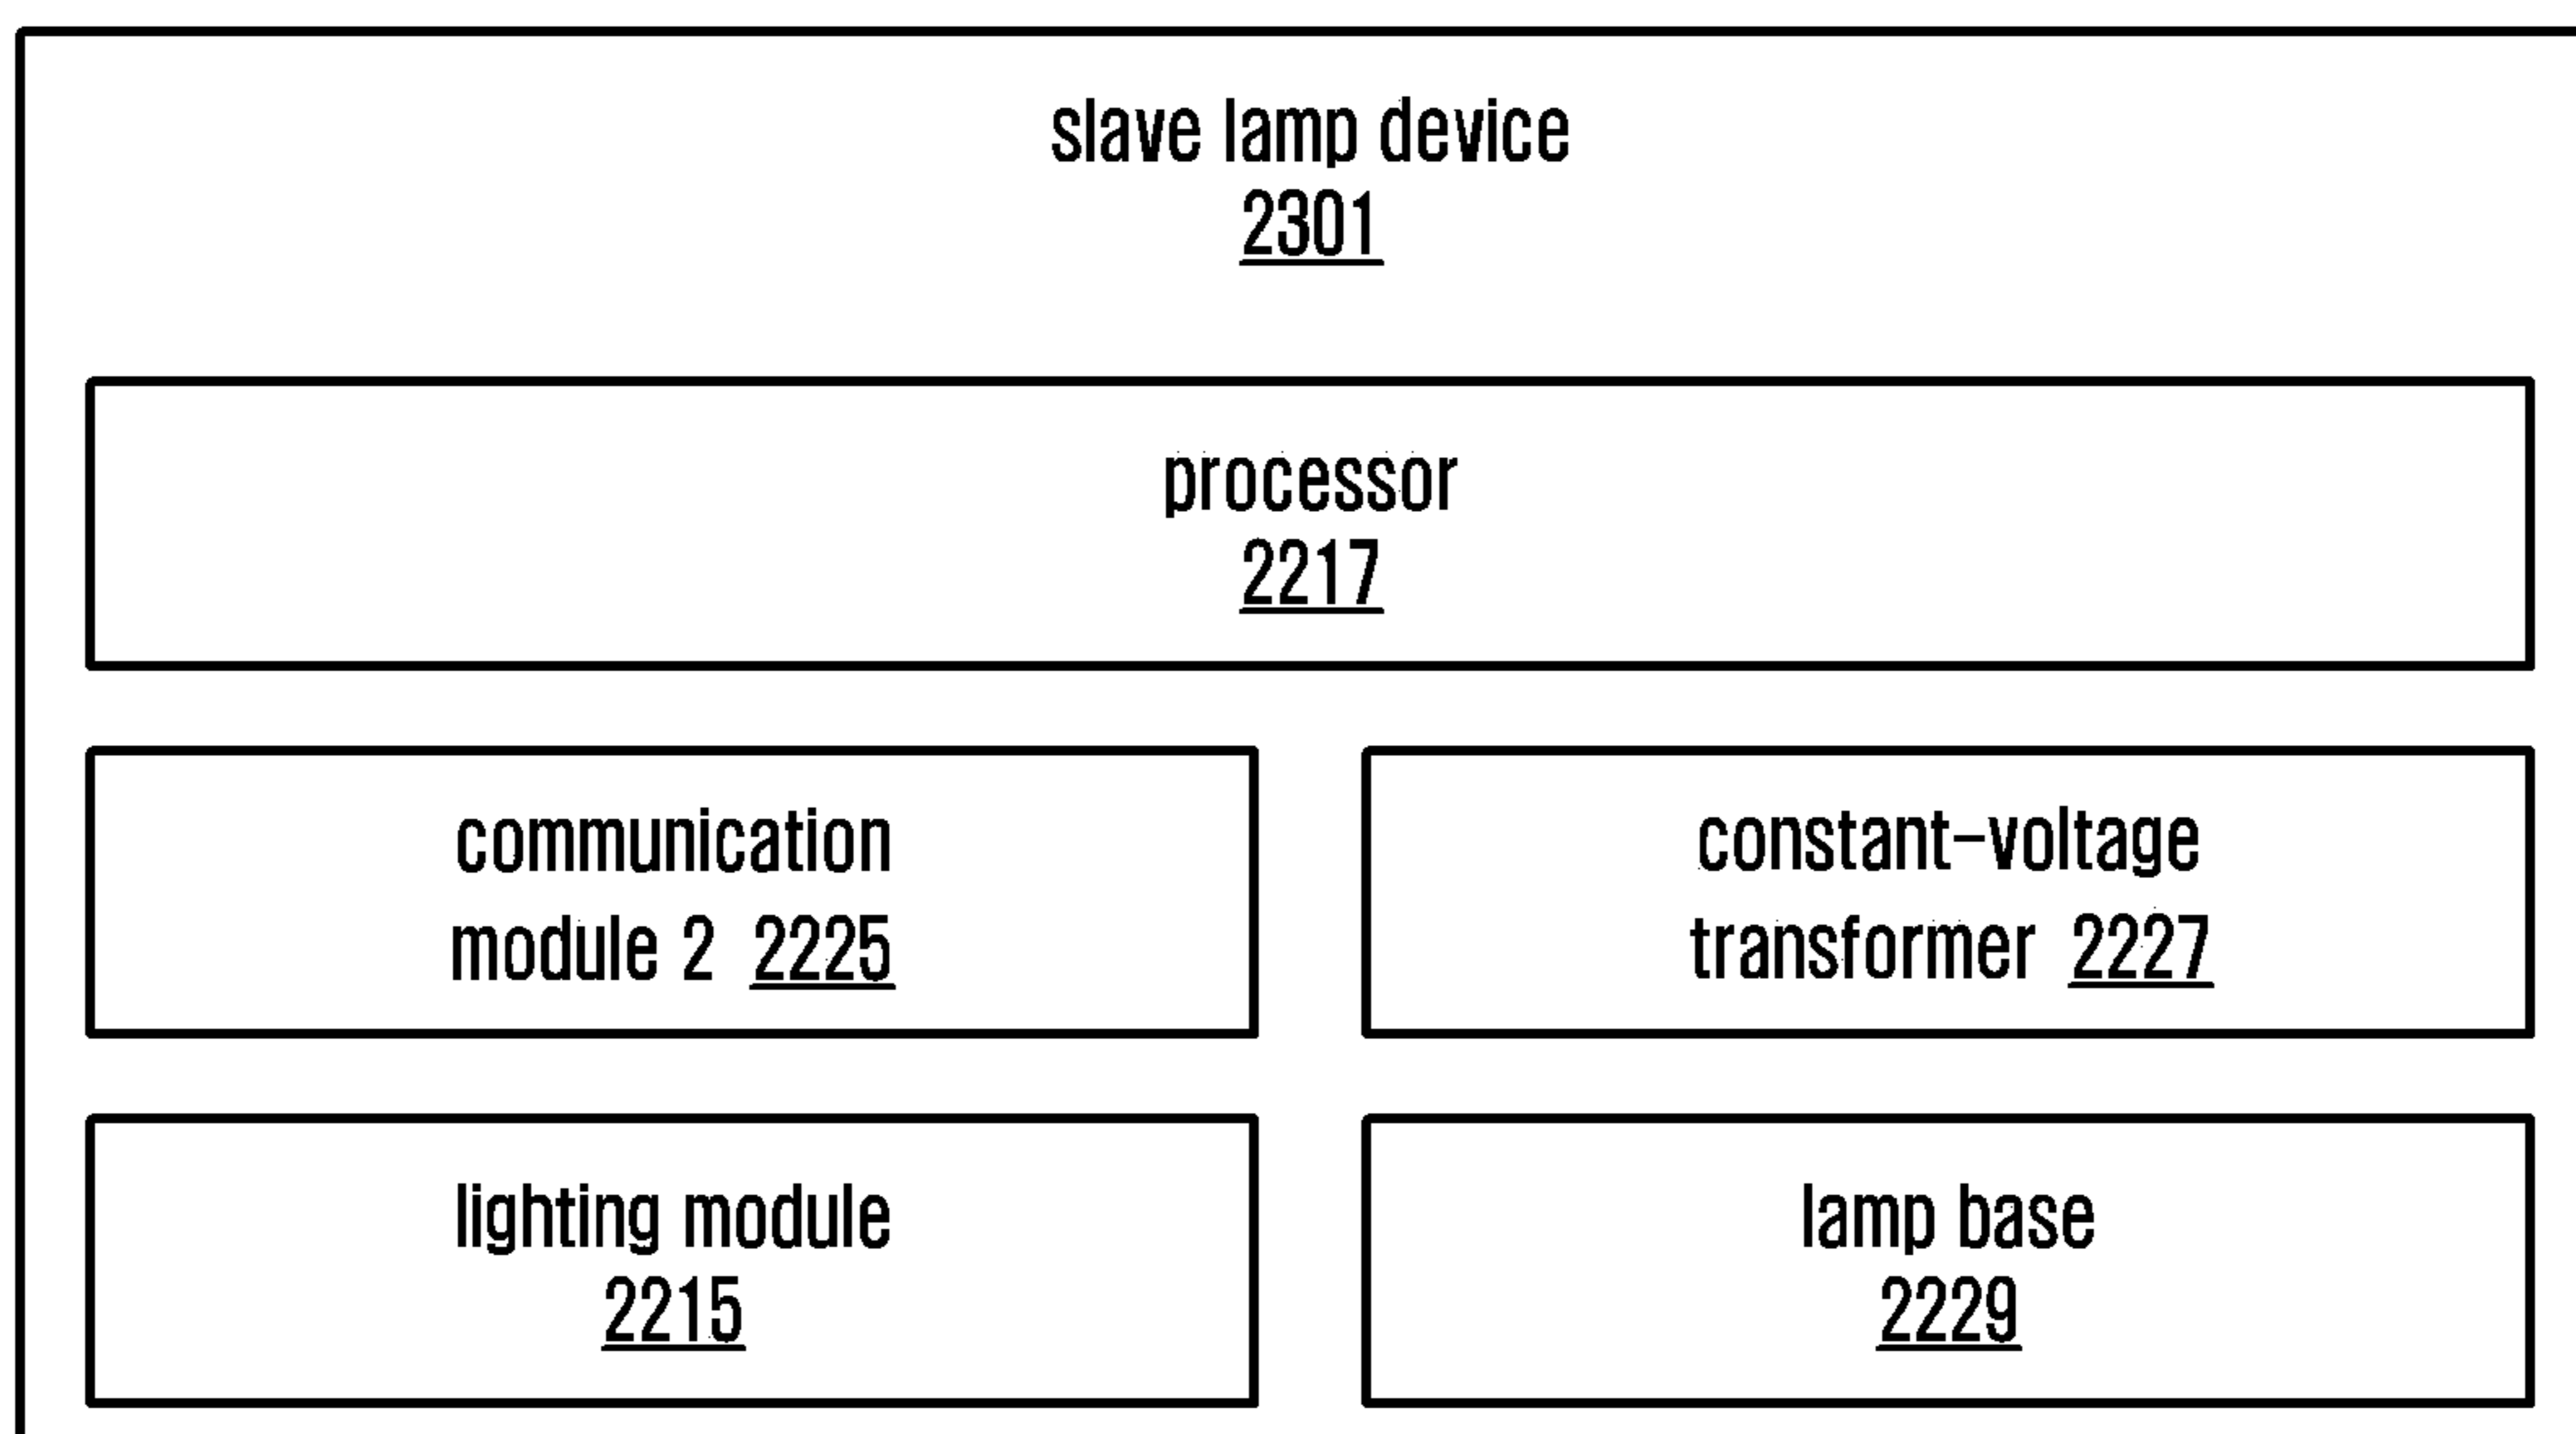 slave lamp device
2301
processor
2217
communication
module 2 2225
constant-voltage
transformer 2227
lighting module
2215
lamp base
2229